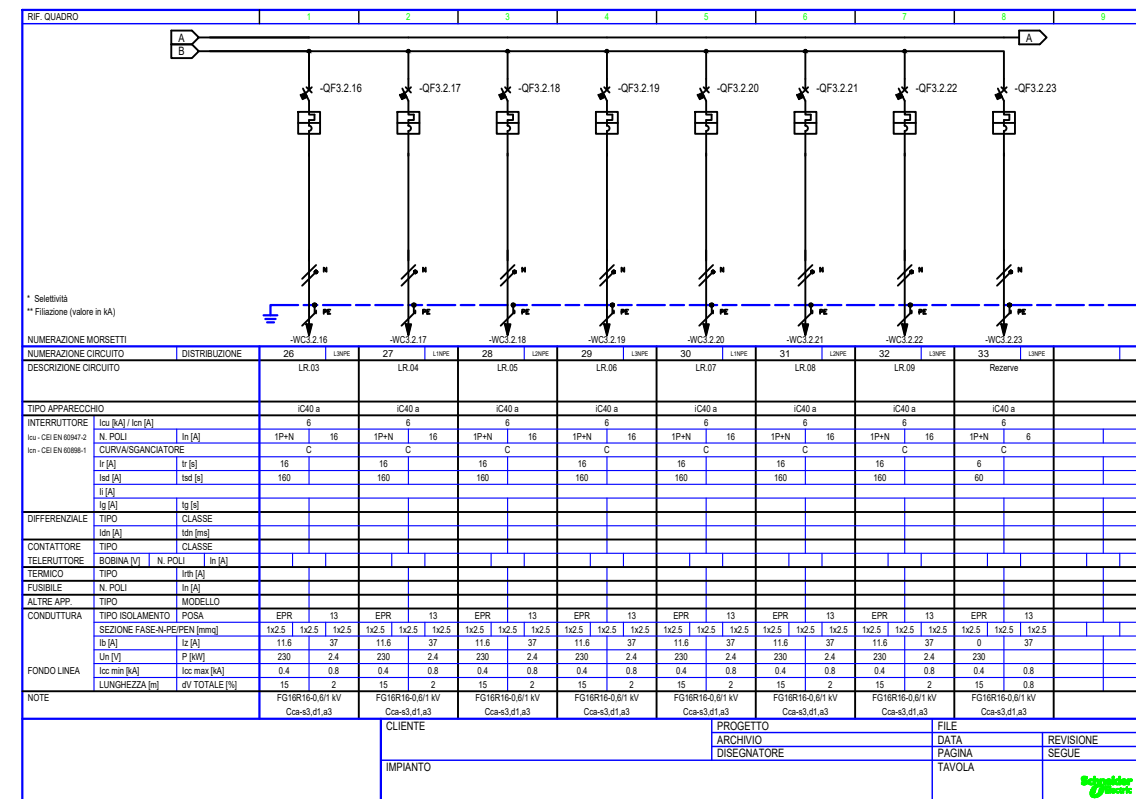 RIF. QUADRO 1 2 3 4 5 6 7 8 9
A A
B
-QF3.2.16 -QF3.2.17 -QF3.2.18 -QF3.2.19 -QF3.2.20 -QF3.2.21 -QF3.2.22 -QF3.2.23
N N N N N N N N
* Selettività
** Filiazione (valore in kA)
PE PE PE PE PE PE PE PE
NUMERAZIONE MORSETTI -WC3.2.16 -WC3.2.17 -WC3.2.18 -WC3.2.19 -WC3.2.20 -WC3.2.21 -WC3.2.22 -WC3.2.23
NUMERAZIONE CIRCUITO DISTRIBUZIONE 26 L3NPE 27 L1NPE 28 L2NPE 29 L3NPE 30 L1NPE 31 L2NPE 32 L3NPE 33 L3NPE
DESCRIZIONE CIRCUITO LR.03 LR.04 LR.05 LR.06 LR.07 LR.08 LR.09 Rezerve
TIPO APPARECCHIO iC40 a iC40 a iC40 a iC40 a iC40 a iC40 a iC40 a iC40 a
INTERRUTTORE Icu [kA] / Icn [A] 6 6 6 6 6 6 6 6
Icu - CEI EN 60947-2 N. POLI In [A] 1P+N 16 1P+N 16 1P+N 16 1P+N 16 1P+N 16 1P+N 16 1P+N 16 1P+N 6
Icn - CEI EN 60898-1 CURVA/SGANCIATORE C C C C C C C C
Ir [A] tr [s] 16 16 16 16 16 16 16 6
Isd [A] tsd [s] 160 160 160 160 160 160 160 60
Ii [A]
Ig [A] tg [s]
DIFFERENZIALE TIPO CLASSE
Idn [A] tdn [ms]
CONTATTORE TIPO CLASSE
TELERUTTORE BOBINA [V] N. POLI In [A]
TERMICO TIPO Irth [A]
FUSIBILE N. POLI In [A]
ALTRE APP. TIPO MODELLO
CONDUTTURA TIPO ISOLAMENTO POSA EPR 13 EPR 13 EPR 13 EPR 13 EPR 13 EPR 13 EPR 13 EPR 13
SEZIONE FASE-N-PE/PEN [mmq] 1x2.5 1x2.5 1x2.5 1x2.5 1x2.5 1x2.5 1x2.5 1x2.5 1x2.5 1x2.5 1x2.5 1x2.5 1x2.5 1x2.5 1x2.5 1x2.5 1x2.5 1x2.5 1x2.5 1x2.5 1x2.5 1x2.5 1x2.5 1x2.5
Ib [A] Iz [A] 11.6 37 11.6 37 11.6 37 11.6 37 11.6 37 11.6 37 11.6 37 0 37
Un [V] P [kW] 230 2.4 230 2.4 230 2.4 230 2.4 230 2.4 230 2.4 230 2.4 230
FONDO LINEA Icc min [kA] Icc max [kA] 0.4 0.8 0.4 0.8 0.4 0.8 0.4 0.8 0.4 0.8 0.4 0.8 0.4 0.8 0.4 0.8
LUNGHEZZA [m] dV TOTALE [%] 15 2 15 2 15 2 15 2 15 2 15 2 15 2 15 0.8
NOTE FG16R16-0,6/1 kV FG16R16-0,6/1 kV FG16R16-0,6/1 kV FG16R16-0,6/1 kV FG16R16-0,6/1 kV FG16R16-0,6/1 kV FG16R16-0,6/1 kV FG16R16-0,6/1 kV
Cca-s3,d1,a3 Cca-s3,d1,a3 Cca-s3,d1,a3 Cca-s3,d1,a3 Cca-s3,d1,a3 Cca-s3,d1,a3 Cca-s3,d1,a3 Cca-s3,d1,a3
CLIENTE PROGETTO FILE
ARCHIVIO DATA REVISIONE
DISEGNATORE PAGINA SEGUE
IMPIANTO TAVOLA
Schneider
Electric